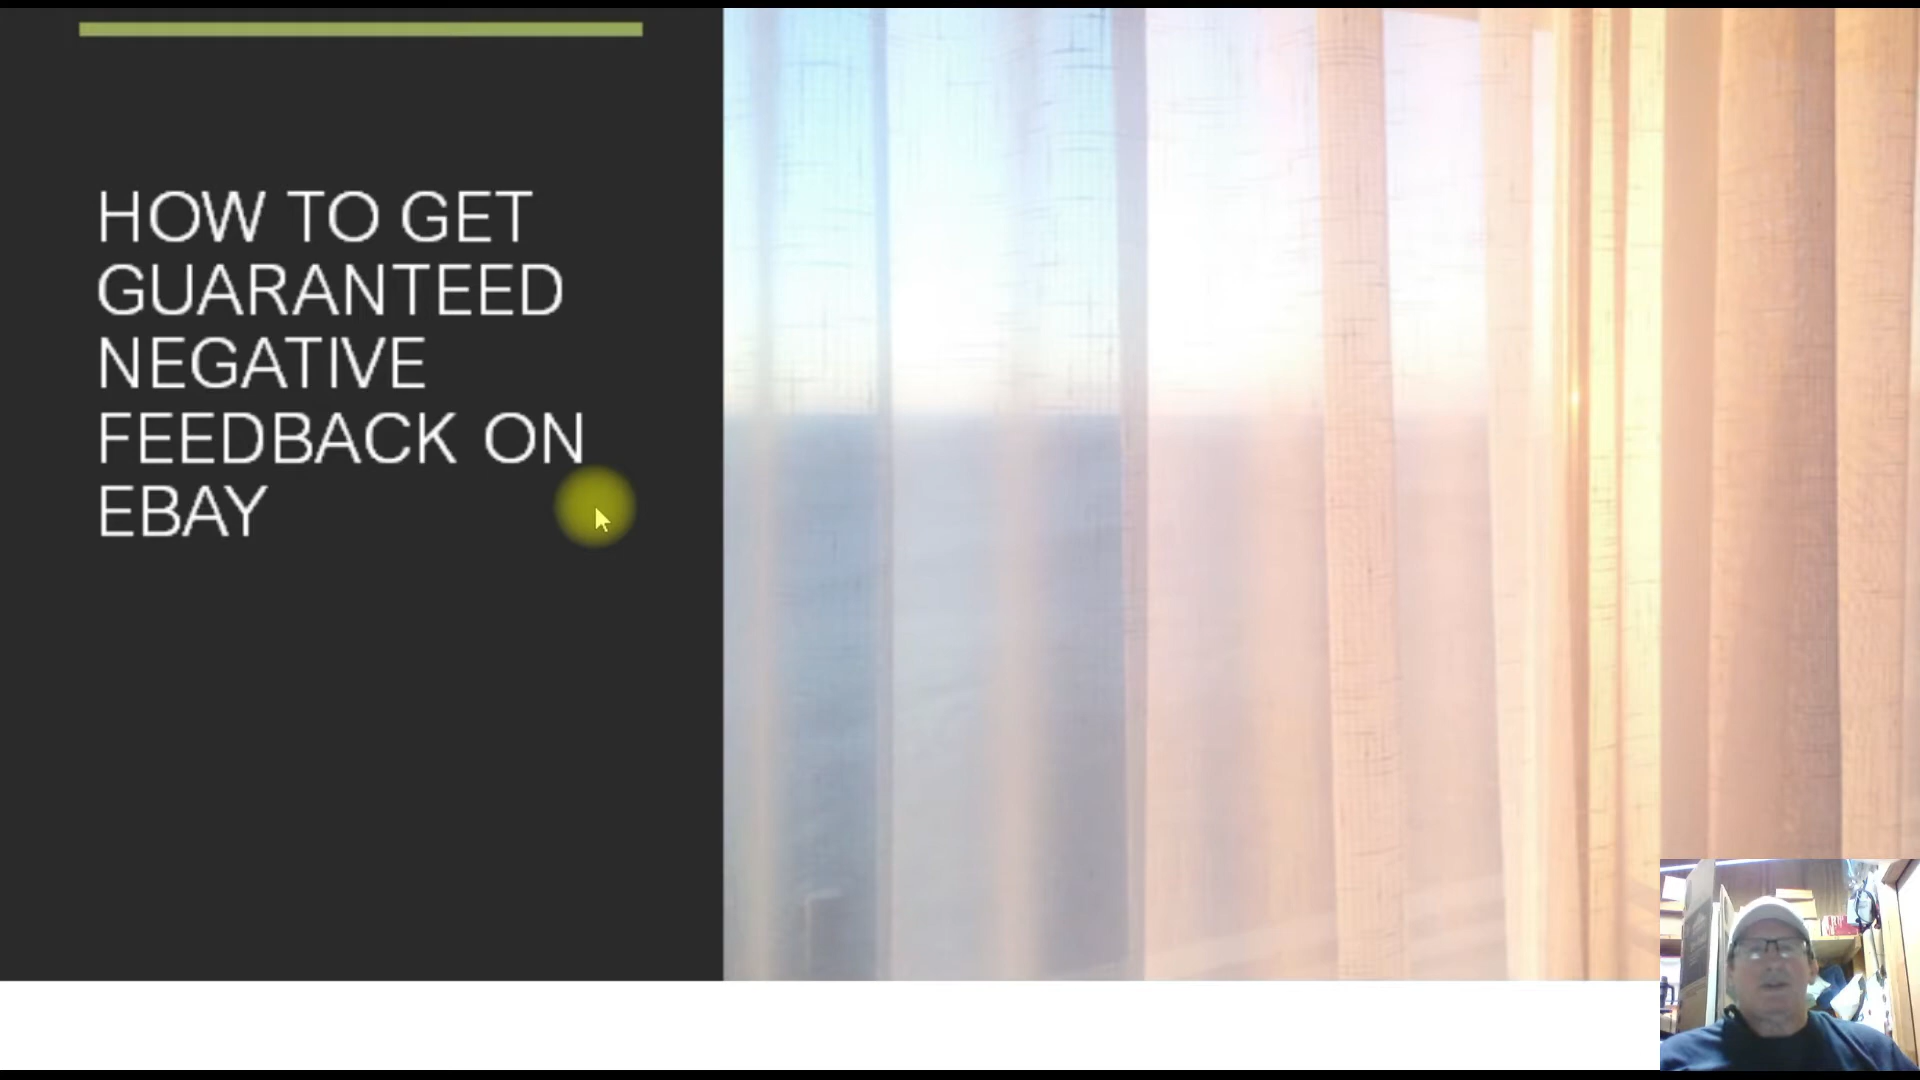 HOW TO GET
GUARANTEED
NEGATIVE
FEEDBACK ON
EBAY